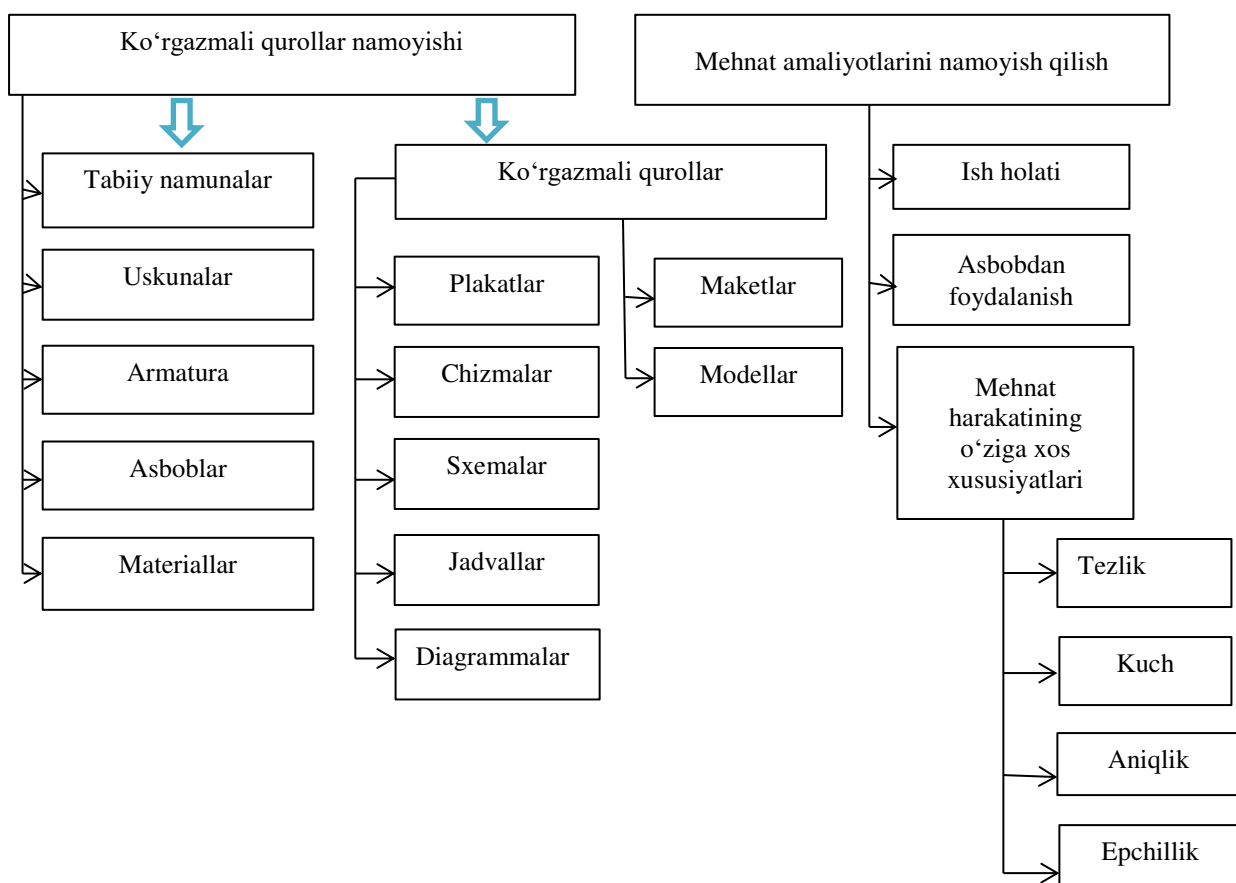 Ko‘rgazmali qurollar namoyishi
Mehnat amaliyotlarini namoyish qilish
Tabiiy namunalar
Uskunalar
Armatura
Asboblar
Materiallar
Ko‘rgazmali qurollar
Plakatlar
Chizmalar
Sxemalar
Jadvallar
Diagrammalar
Maketlar
Modellar
Ish holati
Asbobdan
foydalanish
Mehnat
harakatining
o‘ziga xos
xususiyatlari
Tezlik
Kuch
Aniqlik
Epchillik